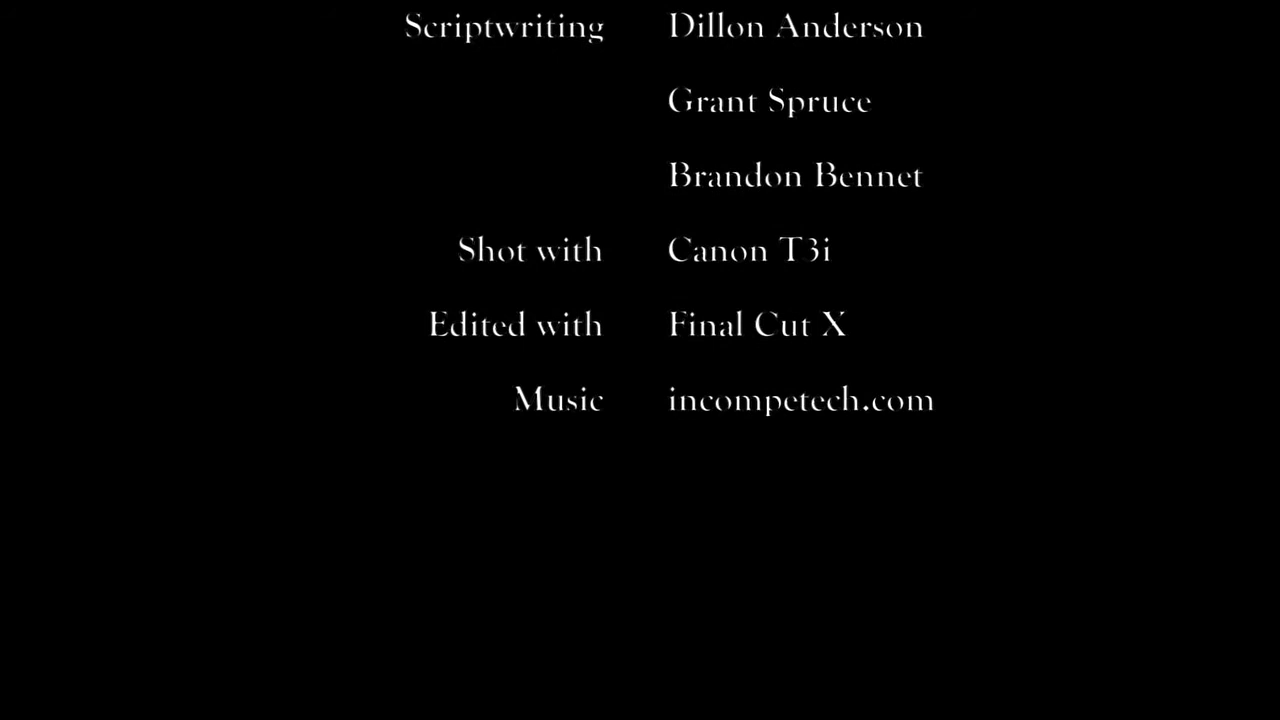 Scriptwriting Dillon Anderson
Grant Spruce
Brandon Bennet
Shot with Canon T3i
Edited with Final Cut X
Music incompetech.com